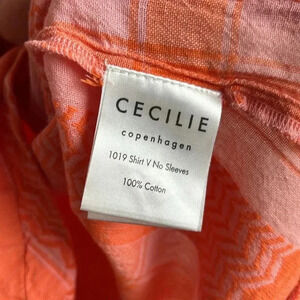 CECILIE
copenhagen
1019 Shirt V No Sleeves
100% Cotton